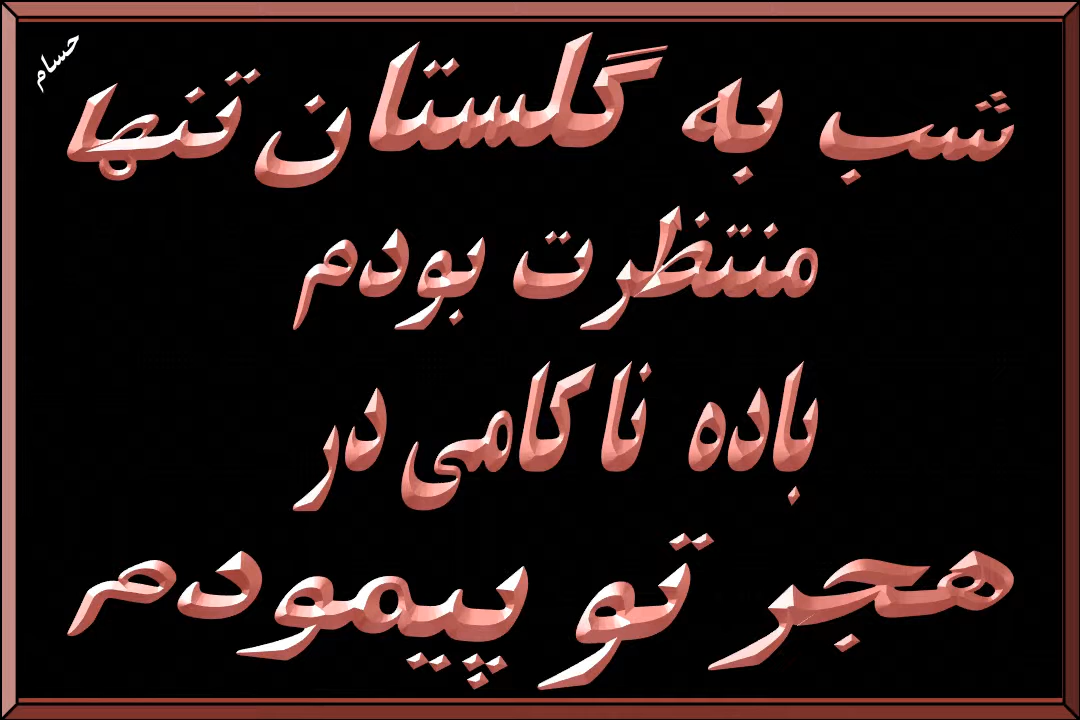 حسام
شب به گلستان تنها
منتظرت بودم
باده ناکامی در
هجر تو پیمودم